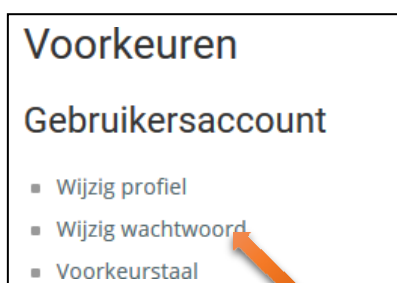 Voorkeuren
Gebruikersaccount
Wijzig profiel
Wijzig wachtwoord
Voorkeurstaal